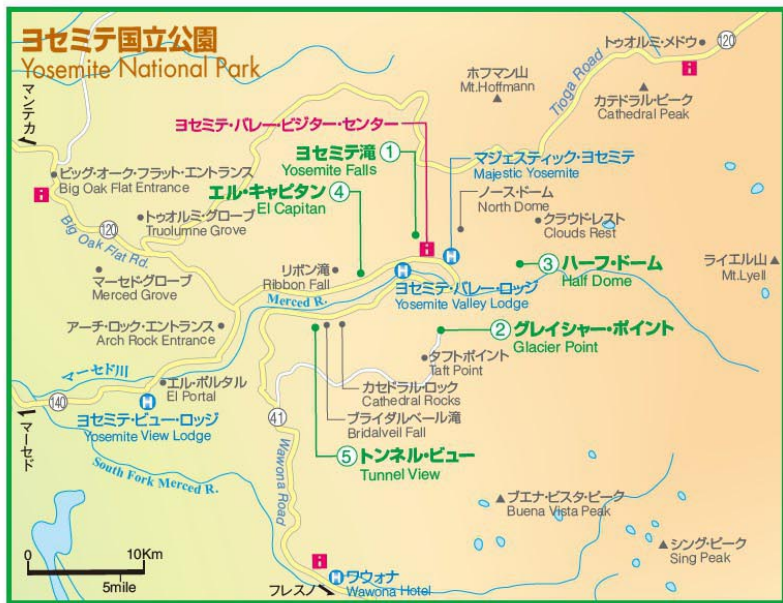 ヨセミテ国立公園
Yosemite National Park
マンテカ
トゥオルミ・メドウ
120
ホフマン山
Mt.Hoffmann
Tioga Road
カテドラルピーク
Cathedral Peak
ヨセミテ・バレー・ビジター・センター
ヨセミテ滝 ①
Yosemite Falls
マジェスティック・ヨセミテ
Majestic Yosemite
ビッグ・オーク・フラット・エントランス
Big Oak Flat Entrance
エル・キャピタン ④
El Capitan
ノース・ドーム
North Dome
トゥオルミ・グローブ
Truolumne Grove
クラウドレスト
Clouds Rest
120
Big Oak Flat Rd.
ライエル山
Mt.Lyell
③ ハーフ・ドーム
Half Dome
マーセドグローブ
Merced Grove
リボン滝
Ribbon Fall
Merced R.
ヨセミテ・バレー・ロッジ
Yosemite Valley Lodge
アーチ・ロック・エントランス
Arch Rock Entrance
② グレイシャー・ポイント
Glacier Point
タフトポイント
Taft Point
マーセド川
エル・ポルタル
El Portal
カセドラル・ロック
Cathedral Rocks
140
マーセド
H
ヨセミテ・ビュー・ロッジ
Yosemite View Lodge
41
ブライダルベール滝
Bridalveil Fall
⑤ トンネル・ビュー
Tunnel View
Wawona Road
South Fork Merced R.
ブエナ・ビスタ・ピーク
Buena Vista Peak
シング・ピーク
Sing Peak
0 10Km
5mile
H ワウォナ
Wawona Hotel
フレスノ